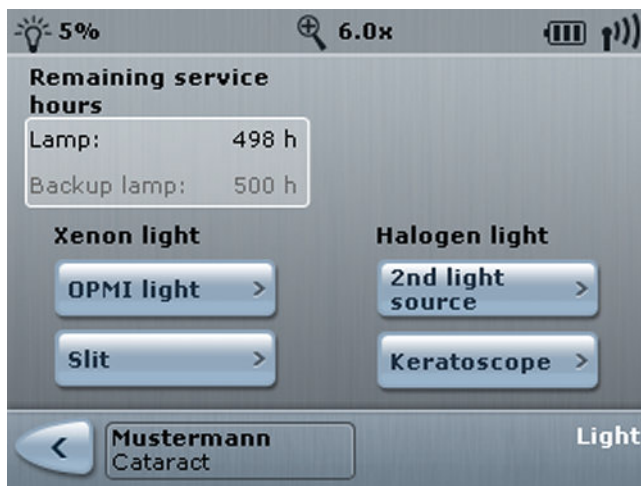 5% 6.0x
Remaining service
hours
Lamp: 498 h
Backup lamp: 500 h
Xenon light Halogen light
OPMI light > 2nd light
source >
Slit > Keratoscope >
< Mustermann
Cataract
Light